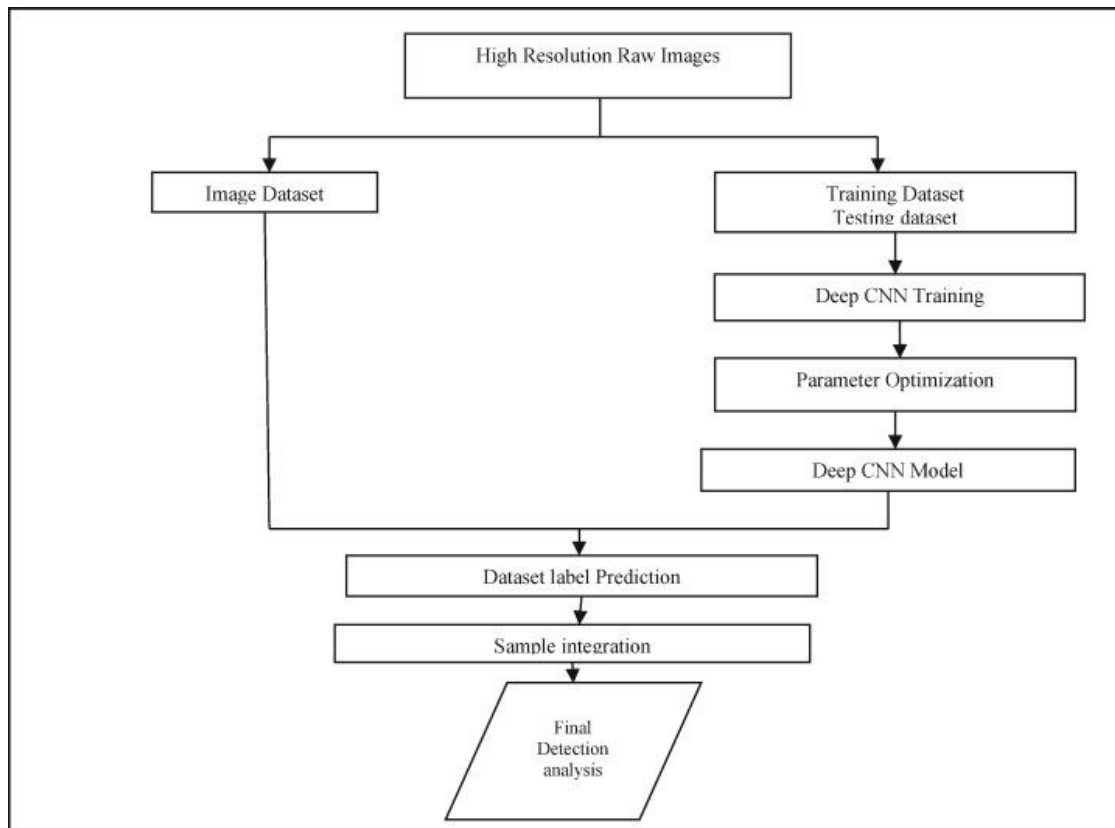 High Resolution Raw Images
Image Dataset
Training Dataset
Testing dataset
Deep CNN Training
Parameter Optimization
Deep CNN Model
Dataset label Prediction
Sample integration
Final
Detection
analysis